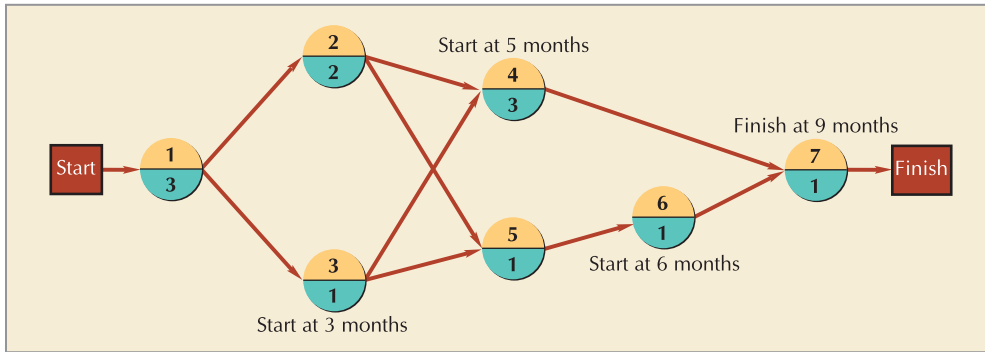 Start
1
3
2
2
3
1
Start at 3 months
Start at 5 months
4
3
5
1
6
1
Start at 6 months
Finish at 9 months
7
1
Finish